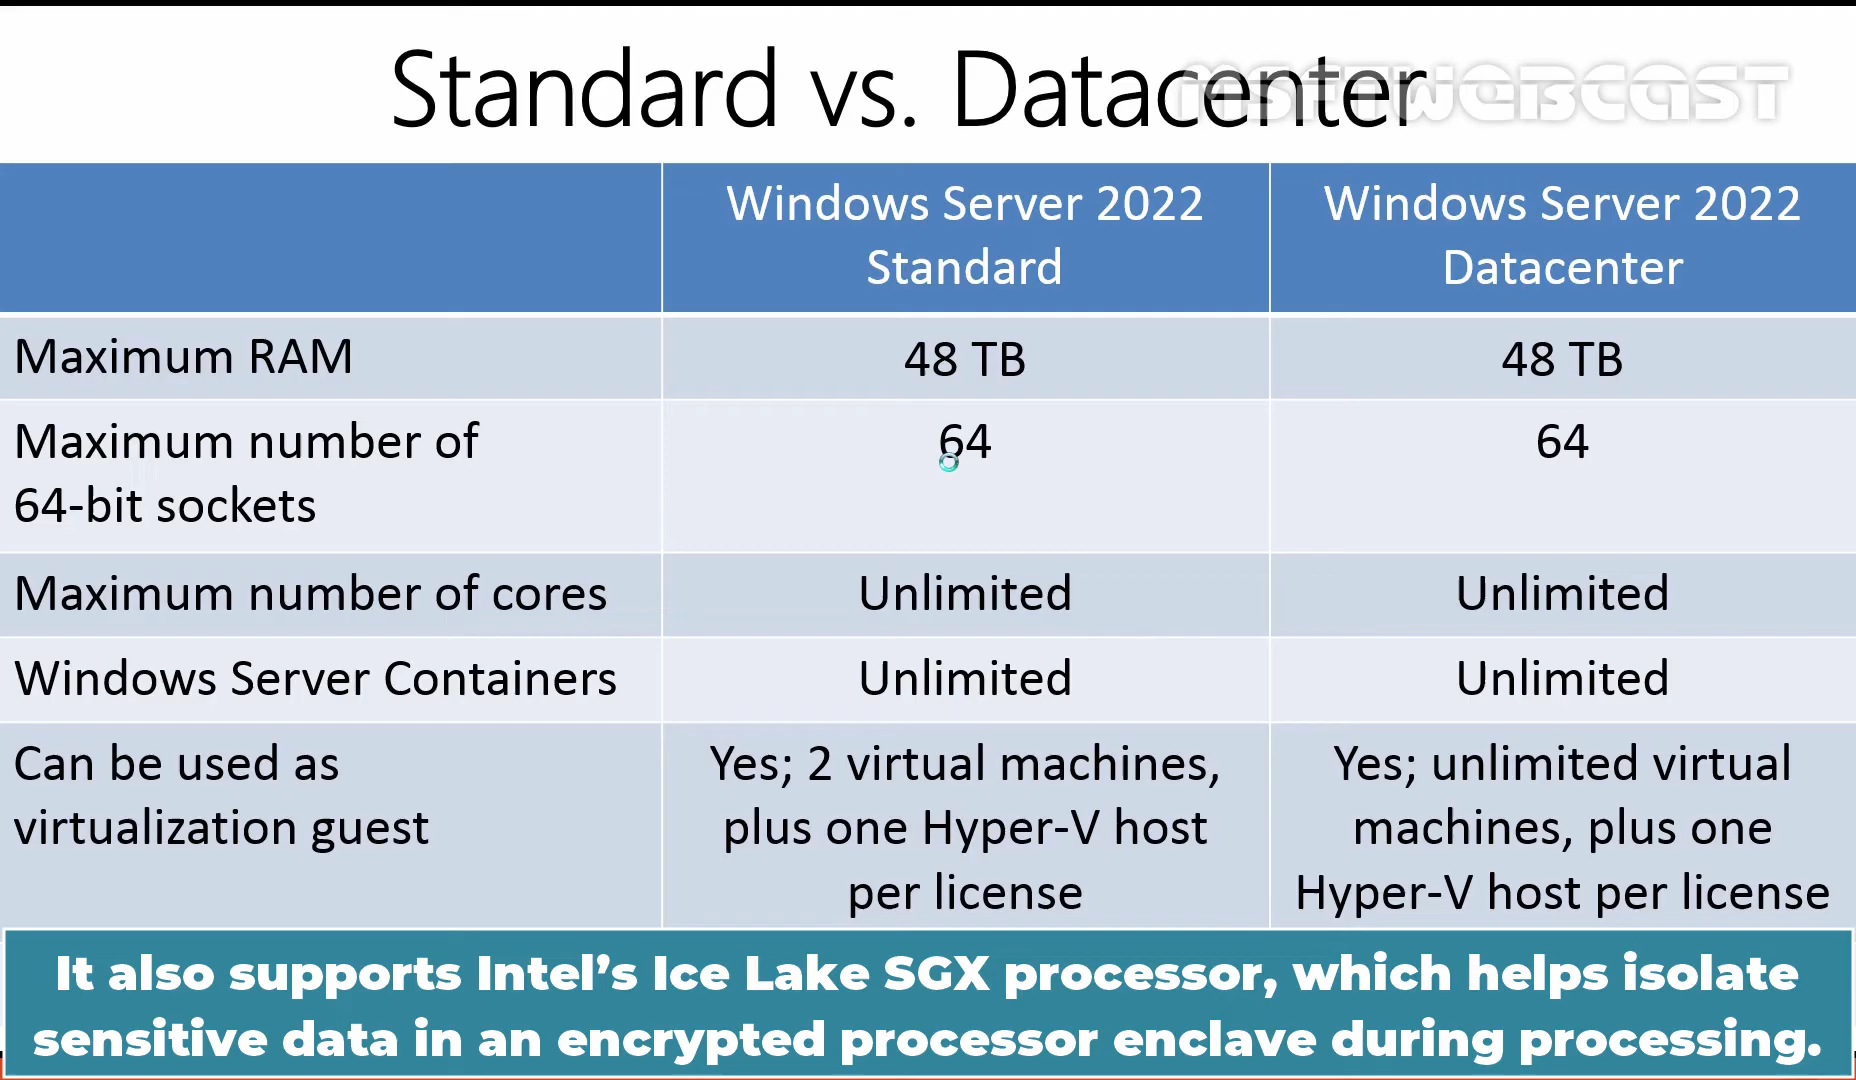 Standard vs. Datacenter
MSFTWEBCAST
Windows Server 2022
Standard
Windows Server 2022
Datacenter
Maximum RAM
48 TB
48 TB
Maximum number of
64-bit sockets
64
64
Maximum number of cores
Unlimited
Unlimited
Windows Server Containers
Unlimited
Unlimited
Can be used as
virtualization guest
Yes; 2 virtual machines,
plus one Hyper-V host
per license
Yes; unlimited virtual
machines, plus one
Hyper-V host per license
It also supports Intel’s Ice Lake SGX processor, which helps isolate
sensitive data in an encrypted processor enclave during processing.